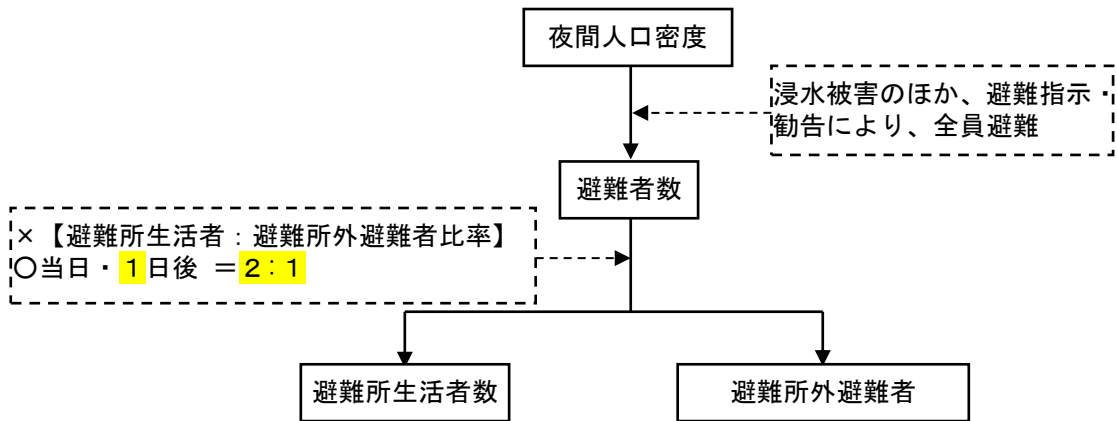 夜間人口密度
浸水被害のほか、避難指示・
勧告により、全員避難
避難者数
×【避難所生活者：避難所外避難者比率】
〇当日・１日後 ＝２：１
避難所生活者数
避難所外避難者